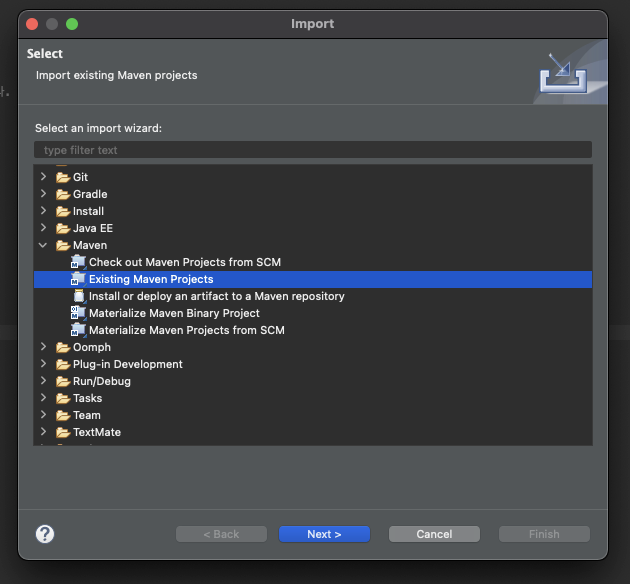 Import
Select
Import existing Maven projects
Select an import wizard:
type filter text
Git
Gradle
Install
Java EE
Maven
Check out Maven Projects from SCM
Existing Maven Projects
Install or deploy an artifact to a Maven repository
Materialize Maven Binary Project
Materialize Maven Projects from SCM
Oomph
Plug-in Development
Run/Debug
Tasks
Team
TextMate
? < Back Next > Cancel Finish